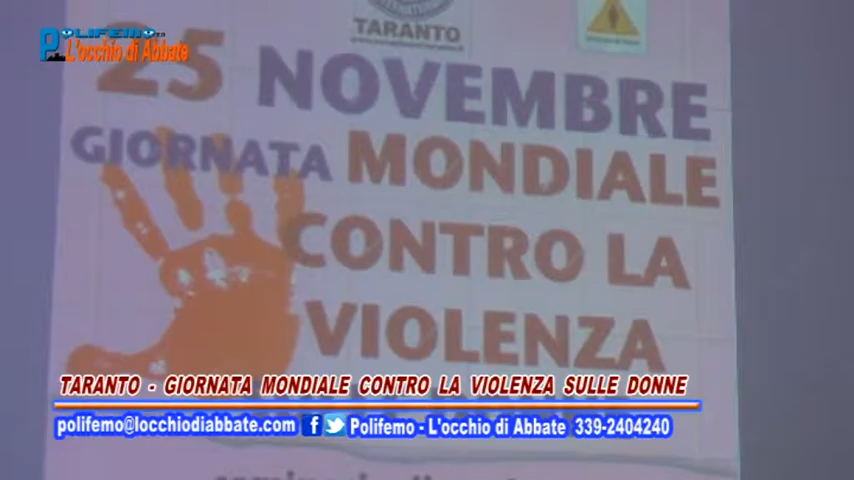 POLIFEMO
L'occhio di Abbate
TARANTO
25 NOVEMBRE
GIORNATA MONDIALE
CONTRO LA
VIOLENZA
TARANTO - GIORNATA MONDIALE CONTRO LA VIOLENZA SULLE DONNE
polifemo@locchiodiabbate.com Polifemo - L'occhio di Abbate 339-2404240